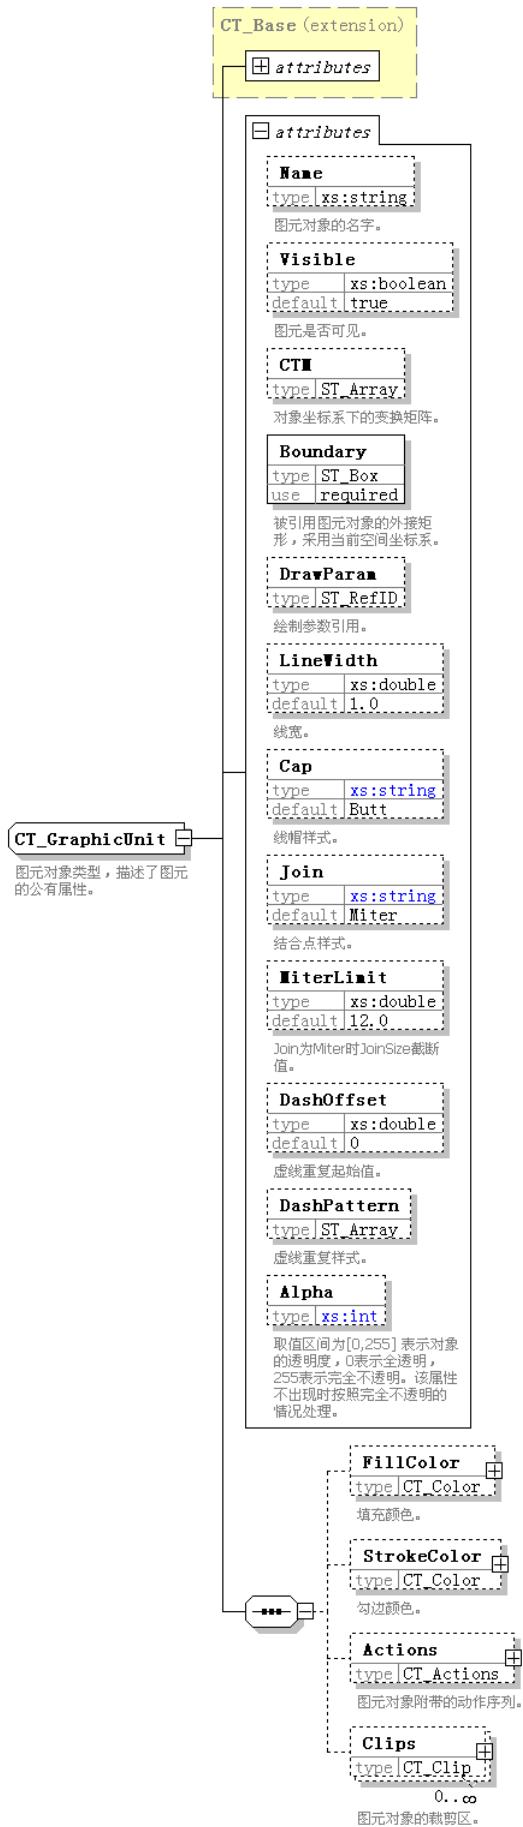 CT_Base (extension)
attributes
attributes
Name
type xs:string
图元对象的名字。
Visible
type xs:boolean
default true
图元是否可见。
CTM
type ST_Array
对象坐标系下的变换矩阵。
Boundary
type ST_Box
use required
被引用图元对象的外接矩
形，采用当前空间坐标系。
DrawParam
type ST_RefID
绘制参数引用。
LineWidth
type xs:double
default 1.0
线宽。
Cap
type xs:string
default Butt
线帽样式。
CT_GraphicUnit
图元对象类型，描述了图元
的公有属性。
Join
type xs:string
default Miter
结合点样式。
MiterLimit
type xs:double
default 12.0
Join为Miter时JoinSize截断
值。
DashOffset
type xs:double
default 0
虚线重复起始值。
DashPattern
type ST_Array
虚线重复样式。
Alpha
type xs:int
取值区间为[0,255] 表示对象
的透明度，0表示全透明，
255表示完全不透明。该属性
不出现时按照完全不透明的
情况处理。
FillColor
type CT_Color
填充颜色。
StrokeColor
type CT_Color
勾边颜色。
Actions
type CT_Actions
图元对象附带的动作序列。
Clips
type CT_Clip
0..∞
图元对象的裁剪区。